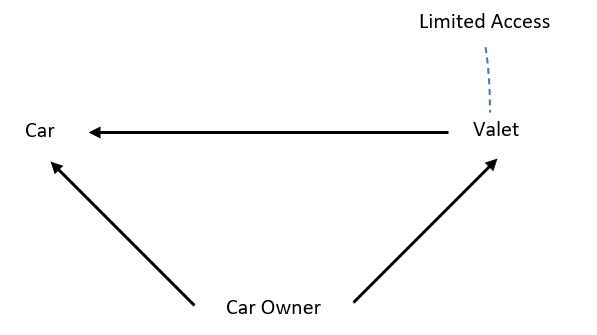 Limited Access
Car
Valet
Car Owner